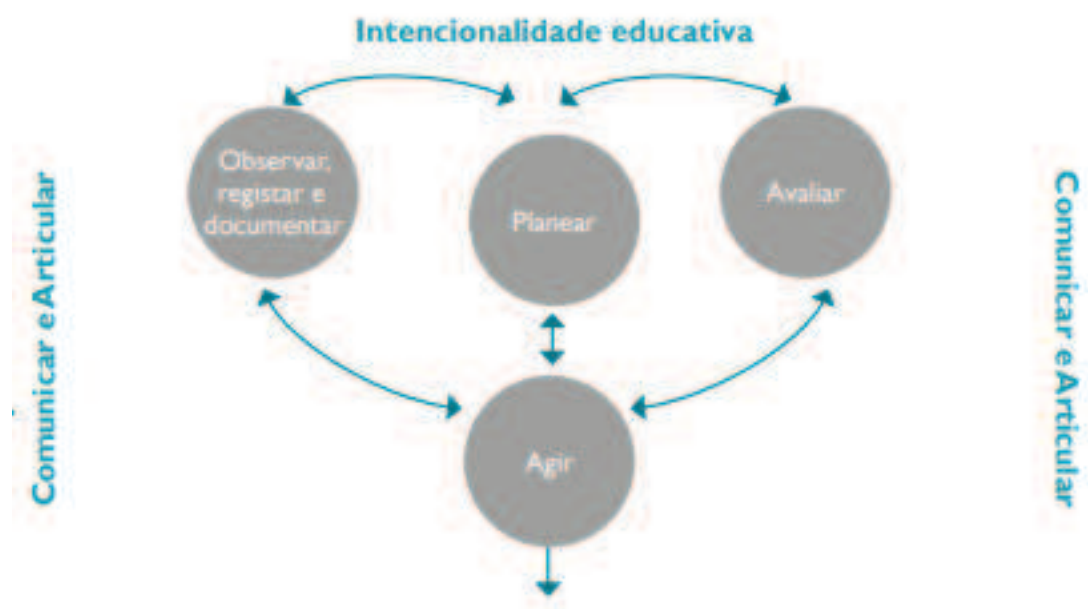 Intencionalidade educativa
Observar,
registar e
documentar
Planear
Avaliar
Agir
Comunicar e Articular
Comunicar e Articular